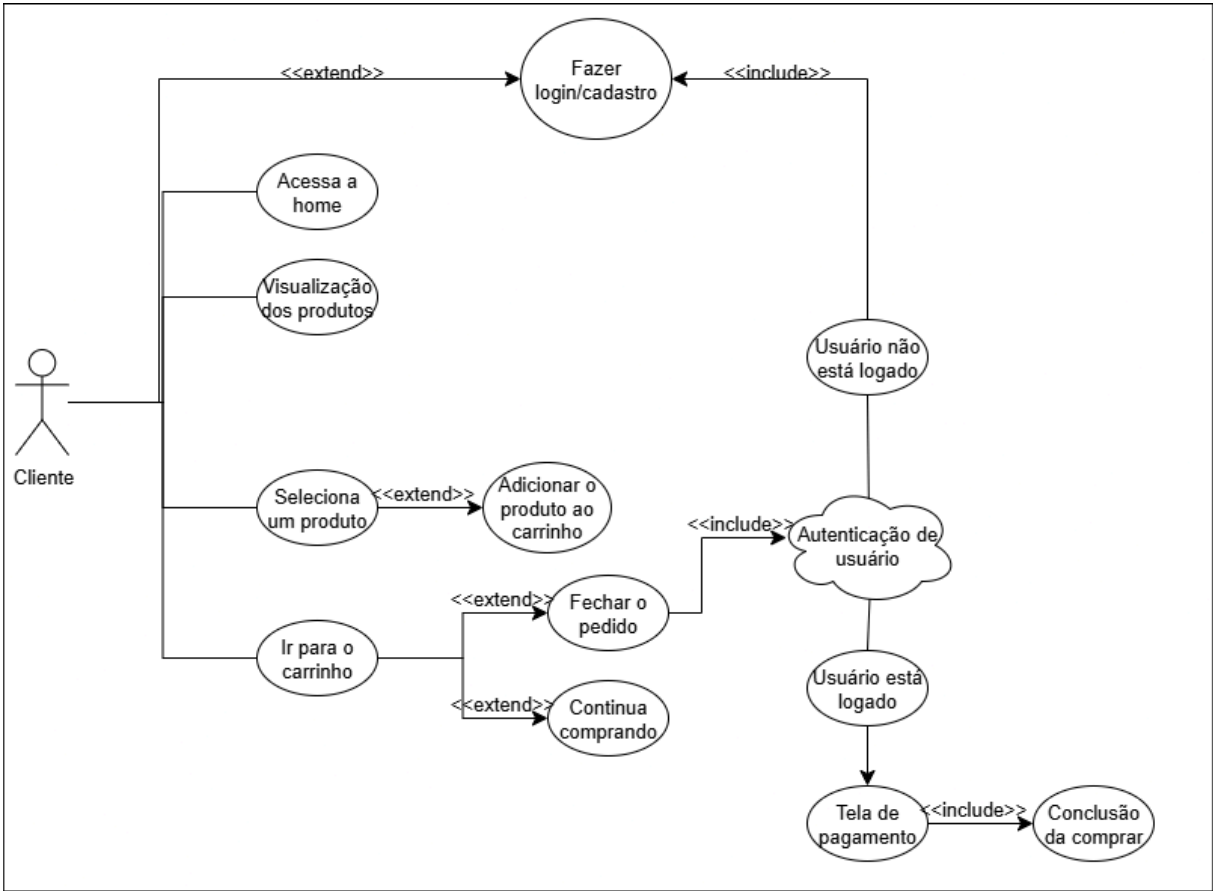 <<extend>>
Fazer
login/cadastro
<<include>>
Acessa a
home
Visualização
dos produtos
Usuário não
está logado
Cliente
Seleciona
um produto
<<extend>>
Adicionar o
produto ao
carrinho
<<include>>
Autenticação de
usuário
Ir para o
carrinho
<<extend>>
Fechar o
pedido
<<extend>>
Continua
comprando
Usuário está
logado
Tela de
pagamento
<<include>>
Conclusão
da comprar